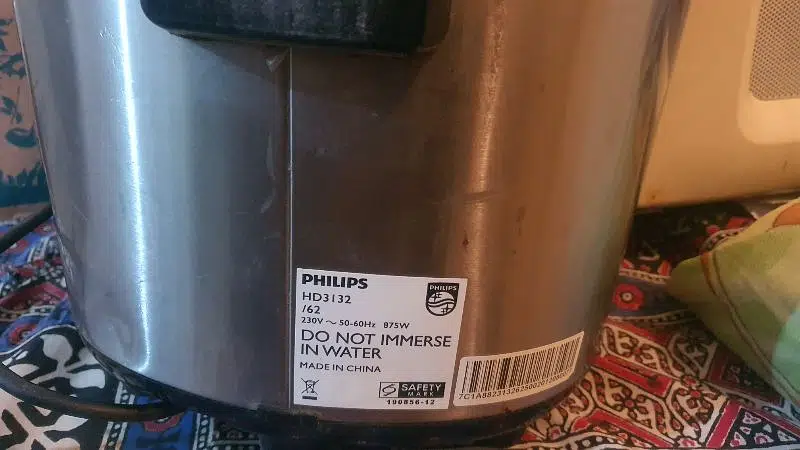 PHILIPS
PHILIPS
HD3132
/62
230V ~ 50-60Hz 875W
DO NOT IMMERSE
IN WATER
MADE IN CHINA
S SAFETY
MARK
190856-12